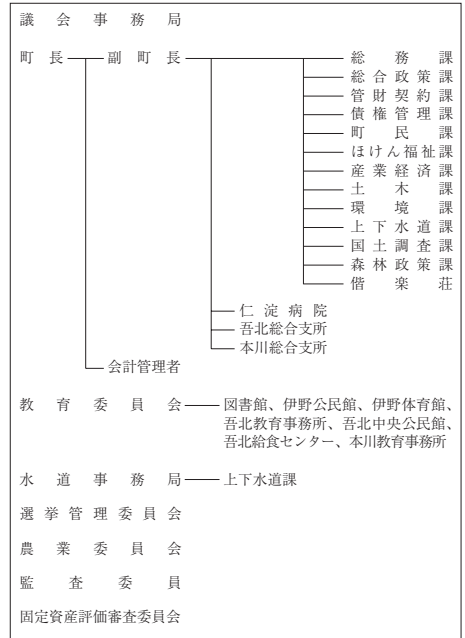 議会事務局
町長 副町長 総務課
総合政策課
管財契約課
債権管理課
町民課
ほけん福祉課
産業経済課
土木課
環境課
上下水道課
国土調査課
森林政策課
偕楽荘
仁淀病院
吾北総合支所
本川総合支所
会計管理者
教育委員会 図書館、伊野公民館、伊野体育館、
吾北教育事務所、吾北中央公民館、
吾北給食センター、本川教育事務所
水道事務局 上下水道課
選挙管理委員会
農業委員会
監査委員
固定資産評価審査委員会